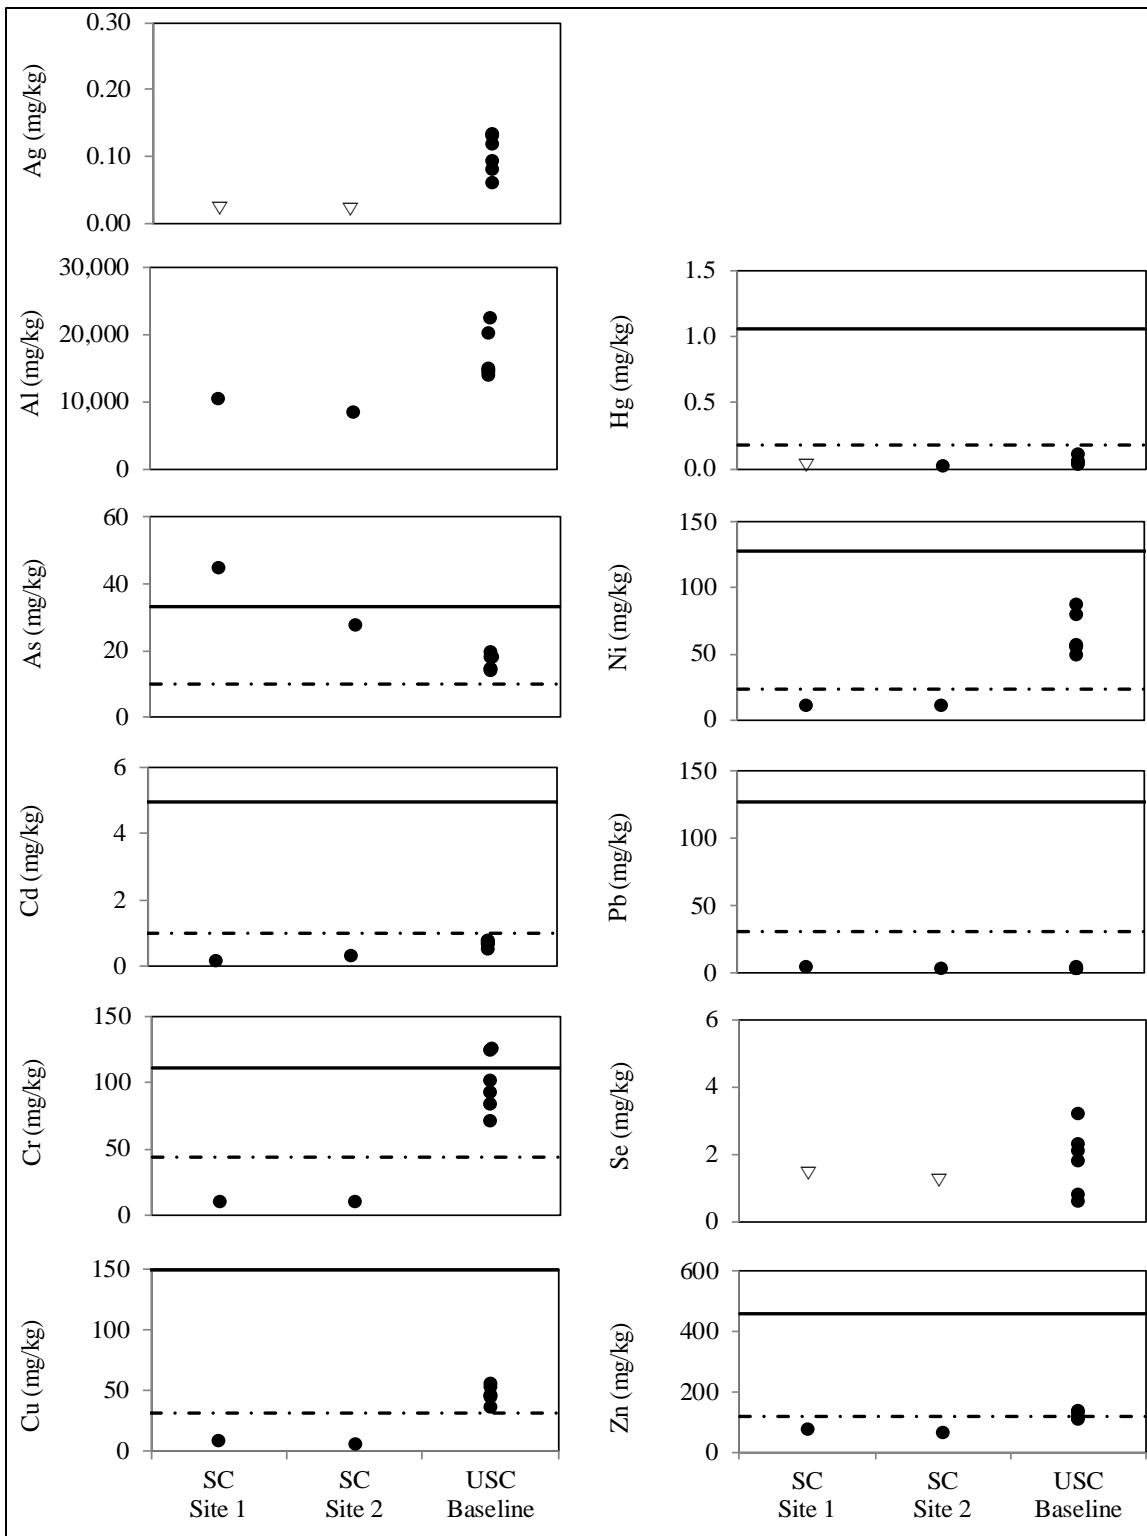 Ag (mg/kg)
0.30
0.20
0.10
0.00
Al (mg/kg)
30,000
20,000
10,000
0
As (mg/kg)
60
40
20
0
Cd (mg/kg)
6
4
2
0
Cr (mg/kg)
150
100
50
0
Cu (mg/kg)
150
100
50
0
SC
Site 1
SC
Site 2
USC
Baseline
Hg (mg/kg)
1.5
1.0
0.5
0.0
Ni (mg/kg)
150
100
50
0
Pb (mg/kg)
150
100
50
0
Se (mg/kg)
6
4
2
0
Zn (mg/kg)
600
400
200
0
SC
Site 1
SC
Site 2
USC
Baseline